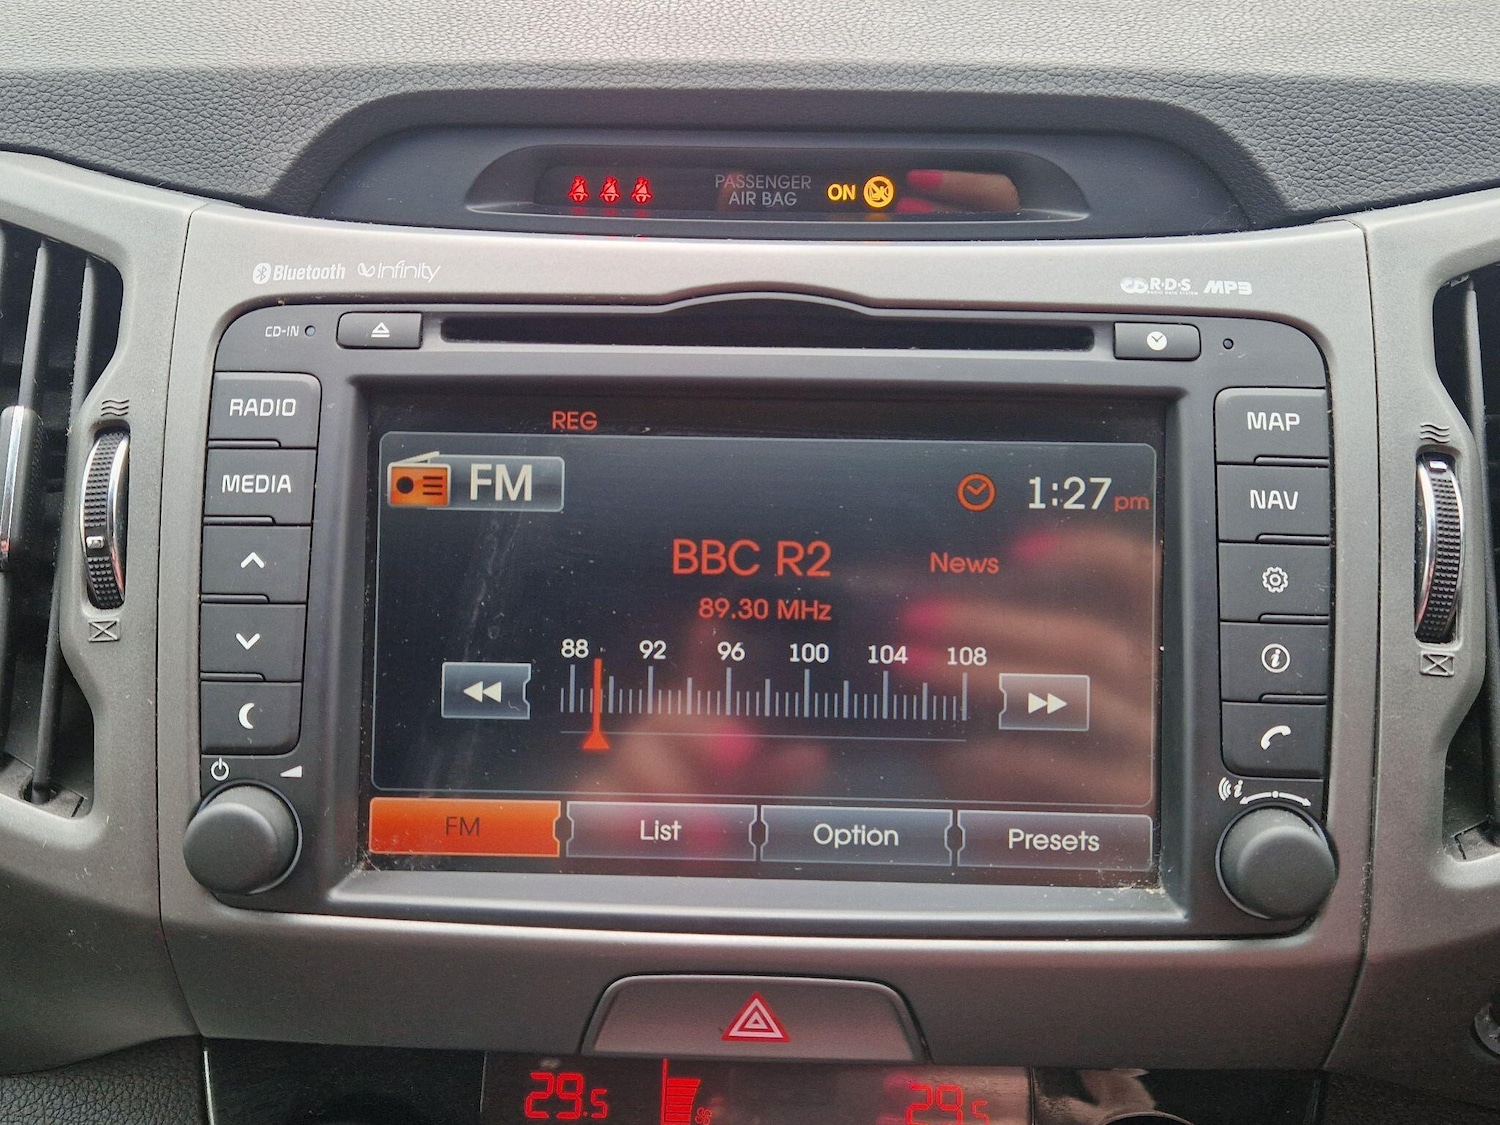 PASSENGER
AIR BAG
ON
Bluetooth
Infinity
R·D·S
MP3
CD-IN
RADIO
MEDIA
MAP
NAV
REG
FM
1:27 pm
BBC R2
News
89.30 MHz
88 92 96 100 104 108
FM
List
Option
Presets
29.5
29.5